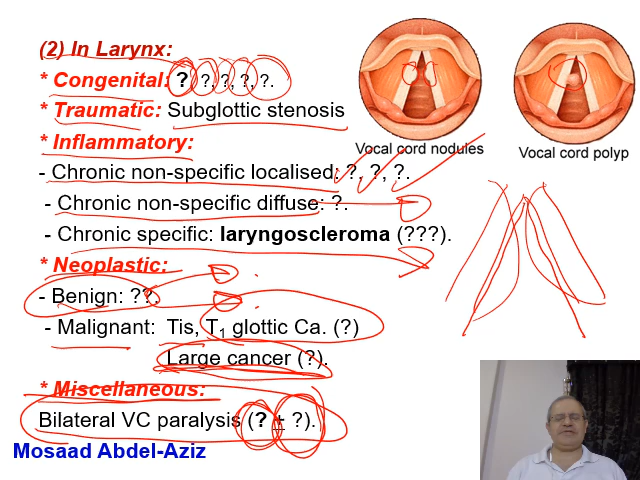 (2) In Larynx:
* Congenital: ?, ?, ?, ?, ?.
* Traumatic: Subglottic stenosis
* Inflammatory:
- Chronic non-specific localised: ?, ?, ?.
- Chronic non-specific diffuse: ?.
- Chronic specific: laryngoscleroma (???).
* Neoplastic:
- Benign: ??.
- Malignant: Tis, T1 glottic Ca. (?)
Large cancer (?).
* Miscellaneous:
Bilateral VC paralysis (? ± ?).
Mosaad Abdel-Aziz
Vocal cord nodules
Vocal cord polyp